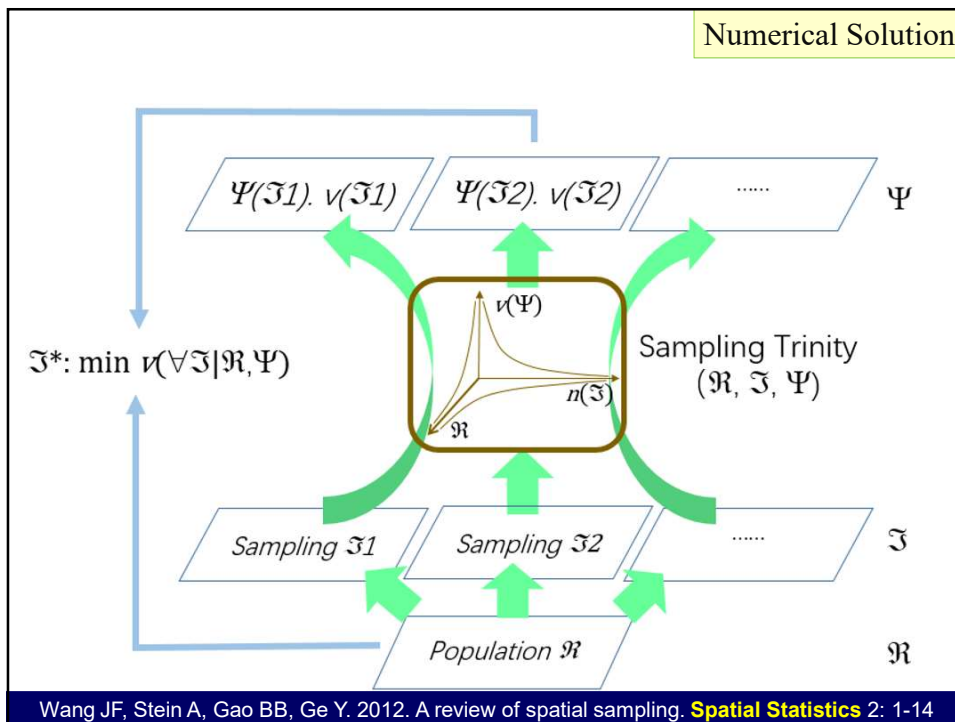 Numerical Solution
Ψ(ℑ1). v(ℑ1)
Ψ(ℑ2). v(ℑ2)
......
Ψ
v(Ψ)
n(ℑ)
ℜ
Sampling Trinity
(ℜ, ℑ, Ψ)
ℑ*: min v(∀ℑ|ℜ,Ψ)
Sampling ℑ1
Sampling ℑ2
......
ℑ
Population ℜ
ℜ
Wang JF, Stein A, Gao BB, Ge Y. 2012. A review of spatial sampling. Spatial Statistics 2: 1-14